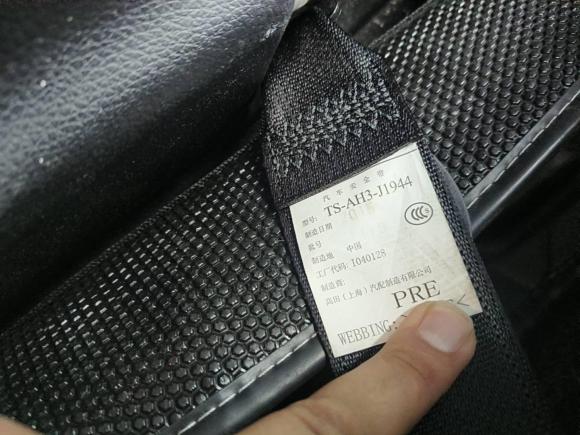 汽车安全带
型号: TS-AH3-J1944
制造日期
批号
制造地 中国
工厂代码: I040128
制造商:
高田（上海）汽配制造有限公司
PRE
WEBBING: